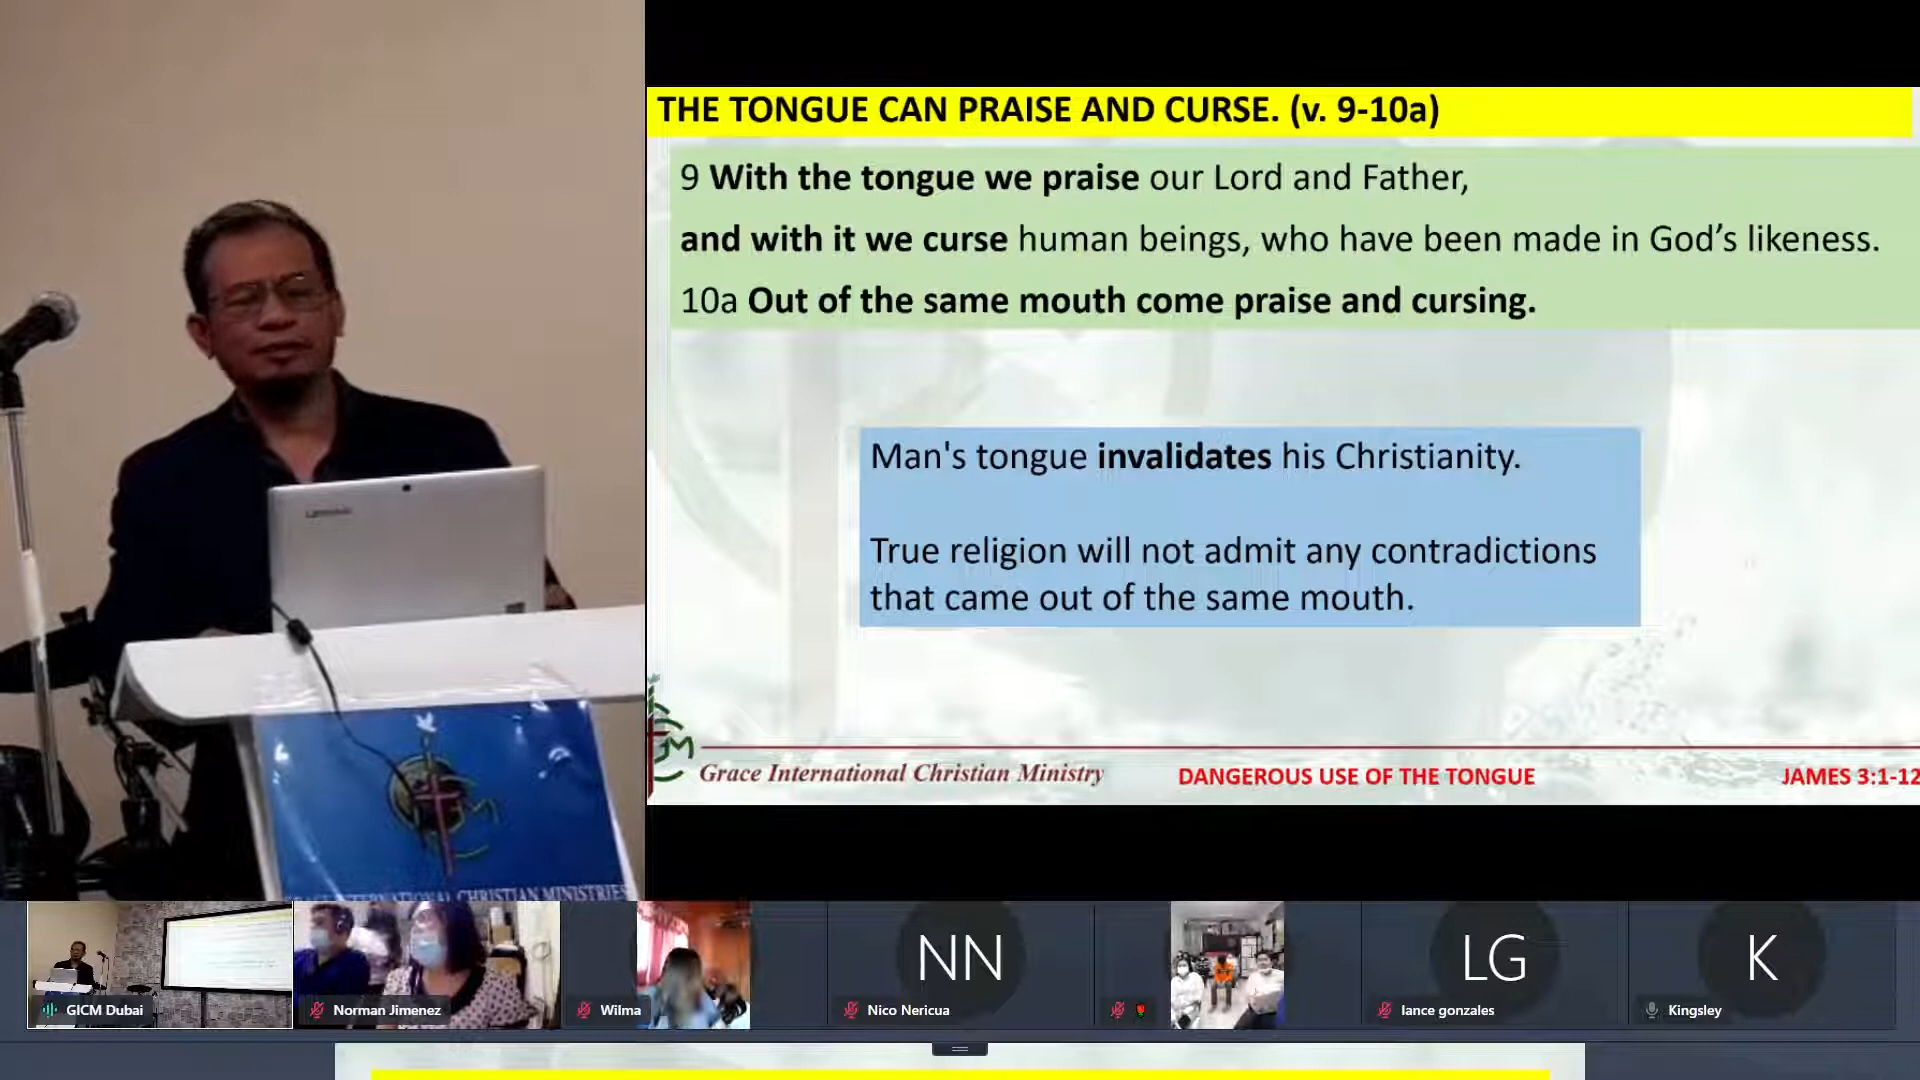 THE TONGUE CAN PRAISE AND CURSE. (v. 9-10a)
9 With the tongue we praise our Lord and Father,
and with it we curse human beings, who have been made in God's likeness.
10a Out of the same mouth come praise and cursing.
Man's tongue invalidates his Christianity.
True religion will not admit any contradictions
that came out of the same mouth.
Grace International Christian Ministry
DANGEROUS USE OF THE TONGUE
JAMES 3:1-12
Lenovo
INTERNATIONAL CHRISTIAN MINISTRIES
NN
LG
K
GICM Dubai
Norman Jimenez
Wilma
Nico Nericua
lance gonzales
Kingsley